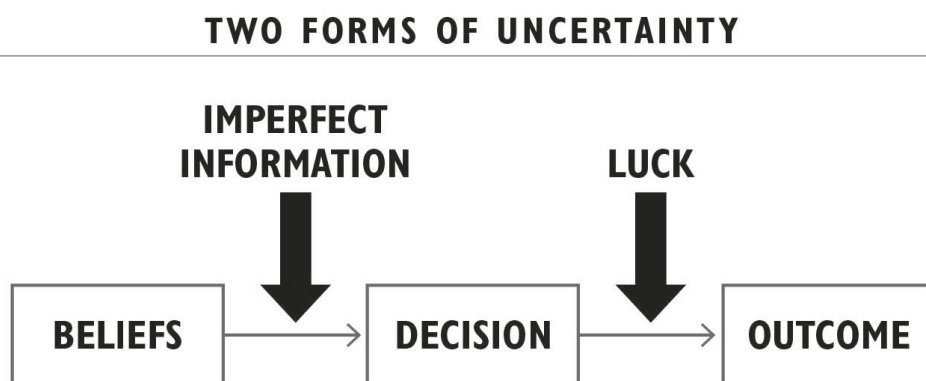 TWO FORMS OF UNCERTAINTY
IMPERFECT
INFORMATION
LUCK
BELIEFS
DECISION
OUTCOME